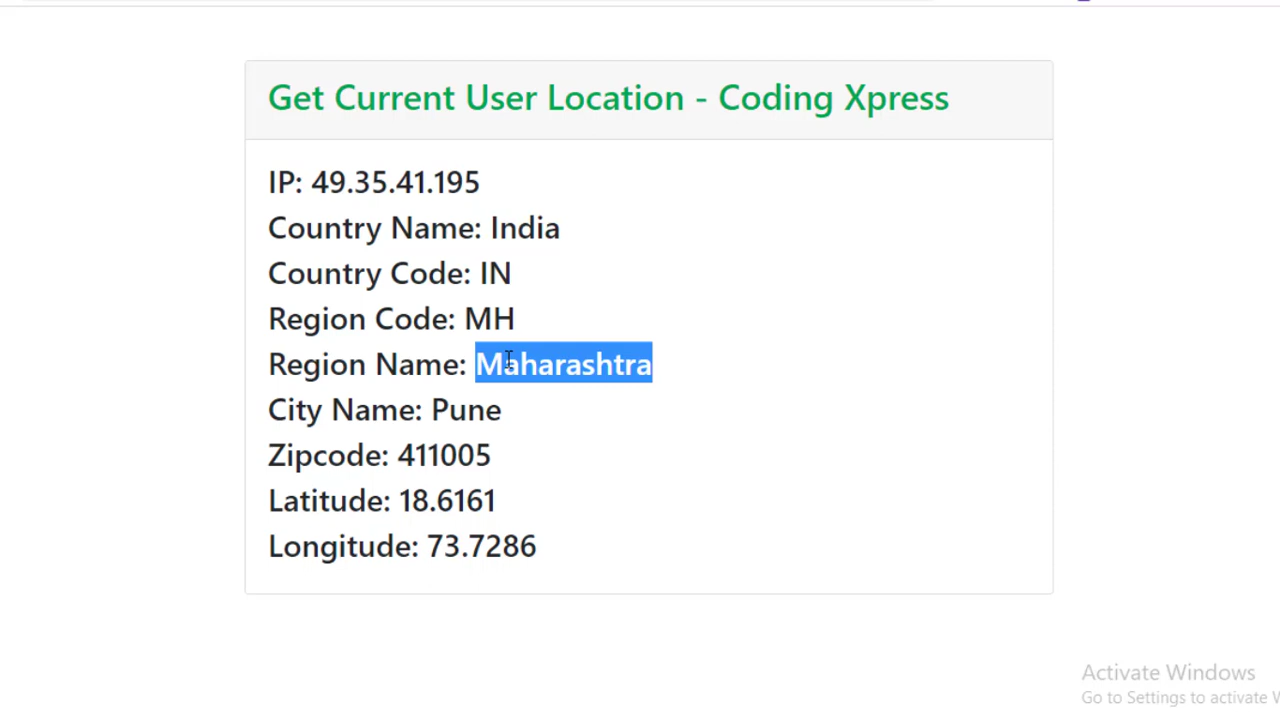 Get Current User Location - Coding Xpress
IP: 49.35.41.195
Country Name: India
Country Code: IN
Region Code: MH
Region Name: Maharashtra
City Name: Pune
Zipcode: 411005
Latitude: 18.6161
Longitude: 73.7286
Activate Windows
Go to Settings to activate